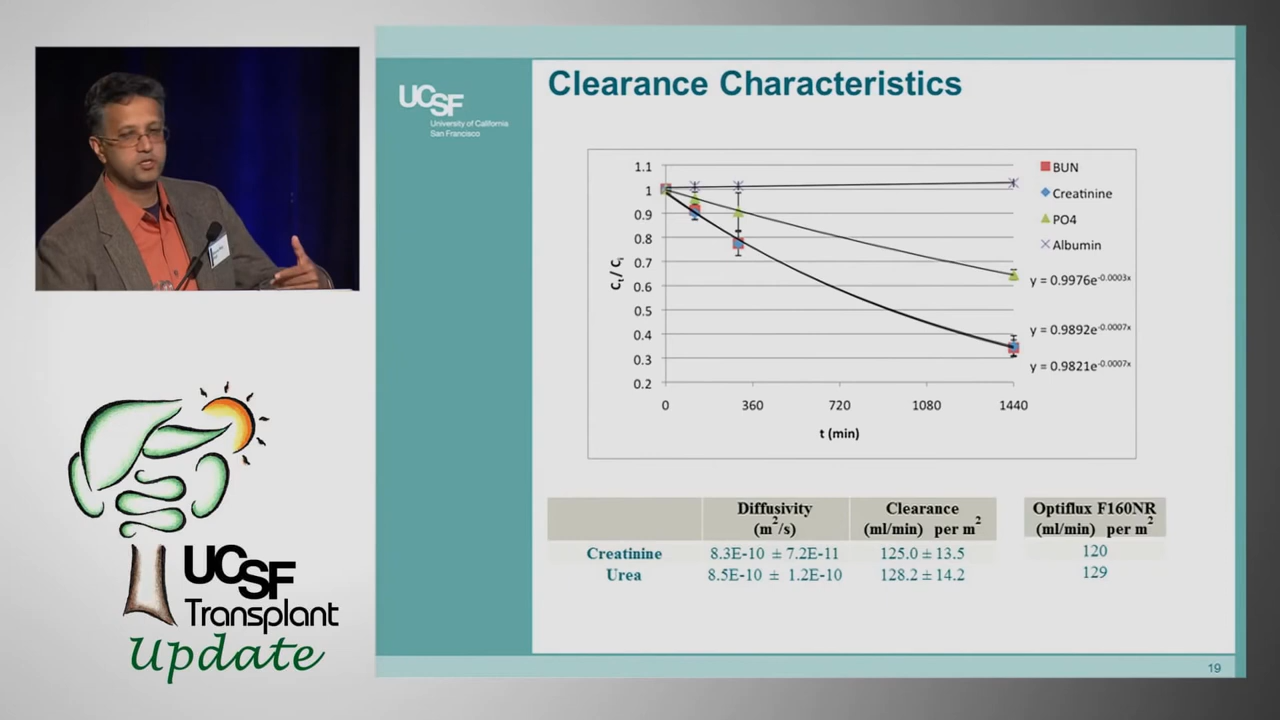 UCSF
University of California
San Francisco
Clearance Characteristics
1.1
1
0.9
0.8
0.7
0.6
0.5
0.4
0.3
0.2
Ct / Ci
0 360 720 1080 1440
t (min)
BUN
Creatinine
PO4
Albumin
y = 0.9976e-0.0003x
y = 0.9892e-0.0007x
y = 0.9821e-0.0007x
Diffusivity Clearance Optiflux F160NR
(m2/s) (ml/min) per m2 (ml/min) per m2
Creatinine 8.3E-10 ± 7.2E-11 125.0 ± 13.5 120
Urea 8.5E-10 ± 1.2E-10 128.2 ± 14.2 129
19
UCSF
Transplant
Update